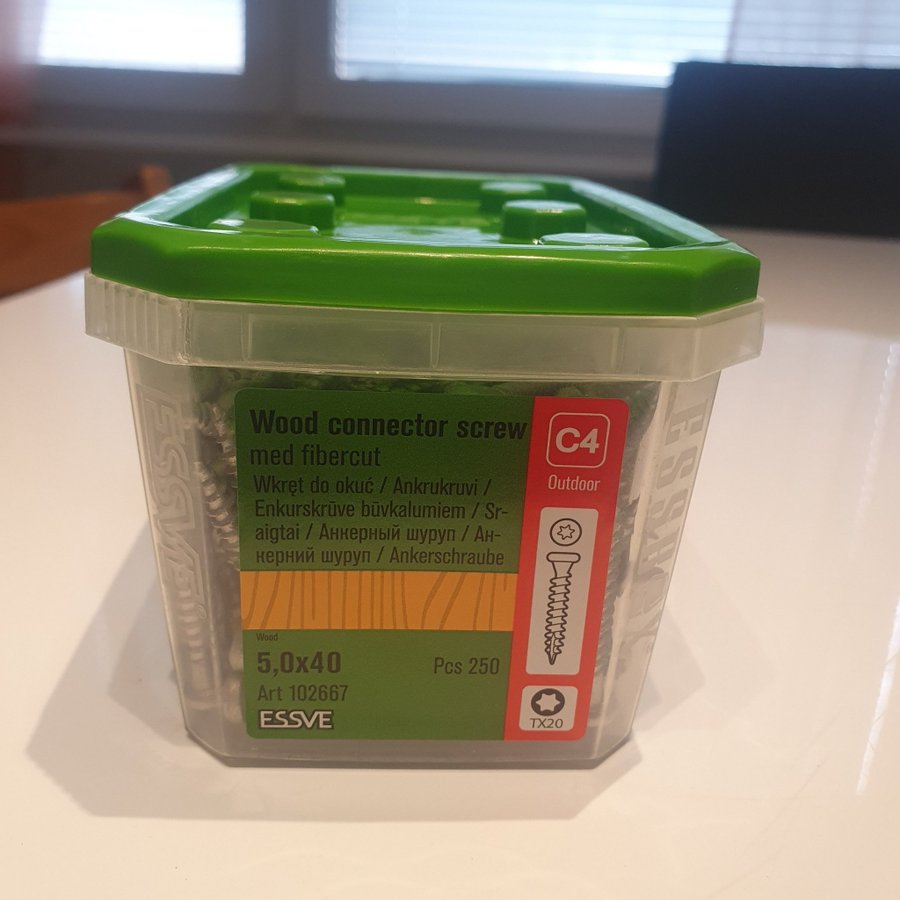 Wood connector screw
med fibercut
Wkręt do okuć / Ankrukruvi /
Enkurskrūve būvkalumiem / Sr-
aigtai / Анкерный шуруп / Ан-
керний шуруп / Ankerschraube
Wood
5,0x40
Pcs 250
Art 102667
ESSVE
C4
Outdoor
TX20
ESSVE
ESSVE